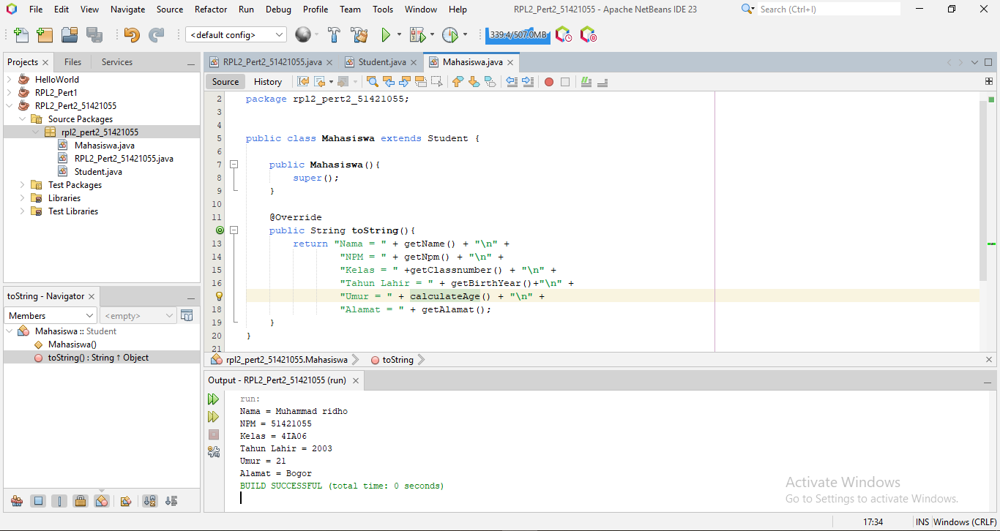 File Edit View Navigate Source Refactor Run Debug Profile Team Tools Window Help RPL2_Pert2_51421055 - Apache NetBeans IDE 23 Search (Ctrl+I)
<default config> 339.4/507.0MB
Projects Files Services
HelloWorld
RPL2_Pert1
RPL2_Pert2_51421055
Source Packages
rpl2_pert2_51421055
Mahasiswa.java
RPL2_Pert2_51421055.java
Student.java
Test Packages
Libraries
Test Libraries
toString - Navigator
Members <empty>
Mahasiswa :: Student
Mahasiswa()
toString() : String ↑ Object
RPL2_Pert2_51421055.java Student.java Mahasiswa.java
Source History
2 package rpl2_pert2_51421055;
3
4
5 public class Mahasiswa extends Student {
6
7 public Mahasiswa(){
8 super();
9 }
10
11 @Override
public String toString(){
13 return "Nama = " + getName() + "\n" +
14 "NPM = " + getNpm() + "\n" +
15 "Kelas = " +getClassnumber() + "\n" +
16 "Tahun Lahir = " + getBirthYear()+"\n" +
"Umur = " + calculateAge() + "\n" +
18 "Alamat = " + getAlamat();
19 }
20 }
21
rpl2_pert2_51421055.Mahasiswa toString
Output - RPL2_Pert2_51421055 (run)
run:
Nama = Muhammad ridho
NPM = 51421055
Kelas = 4IA06
Tahun Lahir = 2003
Umur = 21
Alamat = Bogor
BUILD SUCCESSFUL (total time: 0 seconds)
Activate Windows
Go to Settings to activate Windows.
17:34 INS Windows (CRLF)